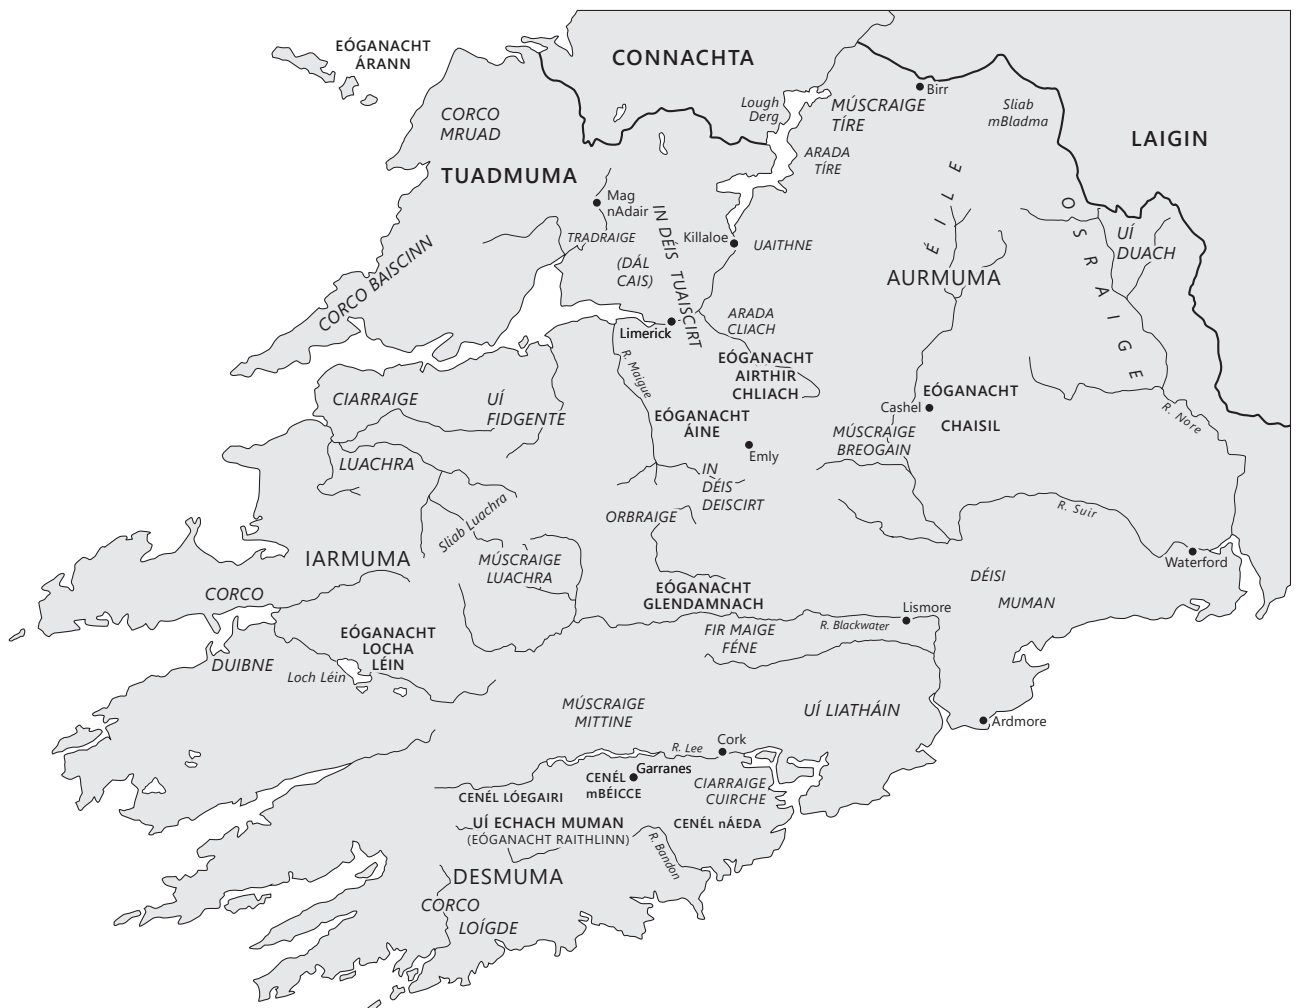 EÓGANACHT
ÁRANN
CONNACHTA
CORCO
MRUAD
Lough
Derg
MÚSCRAIGE
TÍRE
Birr
Sliab
mBladma
LAIGIN
ARADA
TÍRE
TUADMUMA
Mag
nAdair
TRADRAIGE
IN DÉIS TUAISCIRT
(DÁL
CAIS)
Killaloe
UAITHNE
ÉILE
OSRAIGE
UÍ
DUACH
AURMUMA
CORCO BAISCINN
Limerick
ARADA
CLIACH
R. Maigue
EÓGANACHT
AIRTHIR
CHLIACH
CIARRAIGE
UÍ
FIDGENTE
EÓGANACHT
ÁINE
Cashel
EÓGANACHT
CHAISIL
R. Nore
MÚSCRAIGE
BREOGAIN
Emly
LUACHRA
IN
DÉIS
DEISCIRT
Sliab Luachra
ORBRAIGE
R. Suir
IARMUMA
MÚSCRAIGE
LUACHRA
Waterford
DÉISI
MUMAN
CORCO
DUIBNE
EÓGANACHT
GLENDAMNACH
Lismore
R. Blackwater
FIR MAIGE
FÉNE
EÓGANACHT
LOCHA
LÉIN
Loch Léin
MÚSCRAIGE
MITTINE
UÍ LIATHÁIN
Ardmore
Cork
R. Lee
Garranes
CENÉL
mBÉICCE
CENÉL LÓEGAIRI
CIARRAIGE
CUIRCHE
UÍ ECHACH MUMAN
(EÓGANACHT RAITHLINN)
CENÉL nÁEDA
R. Bandon
DESMUMA
CORCO
LOÍGDE